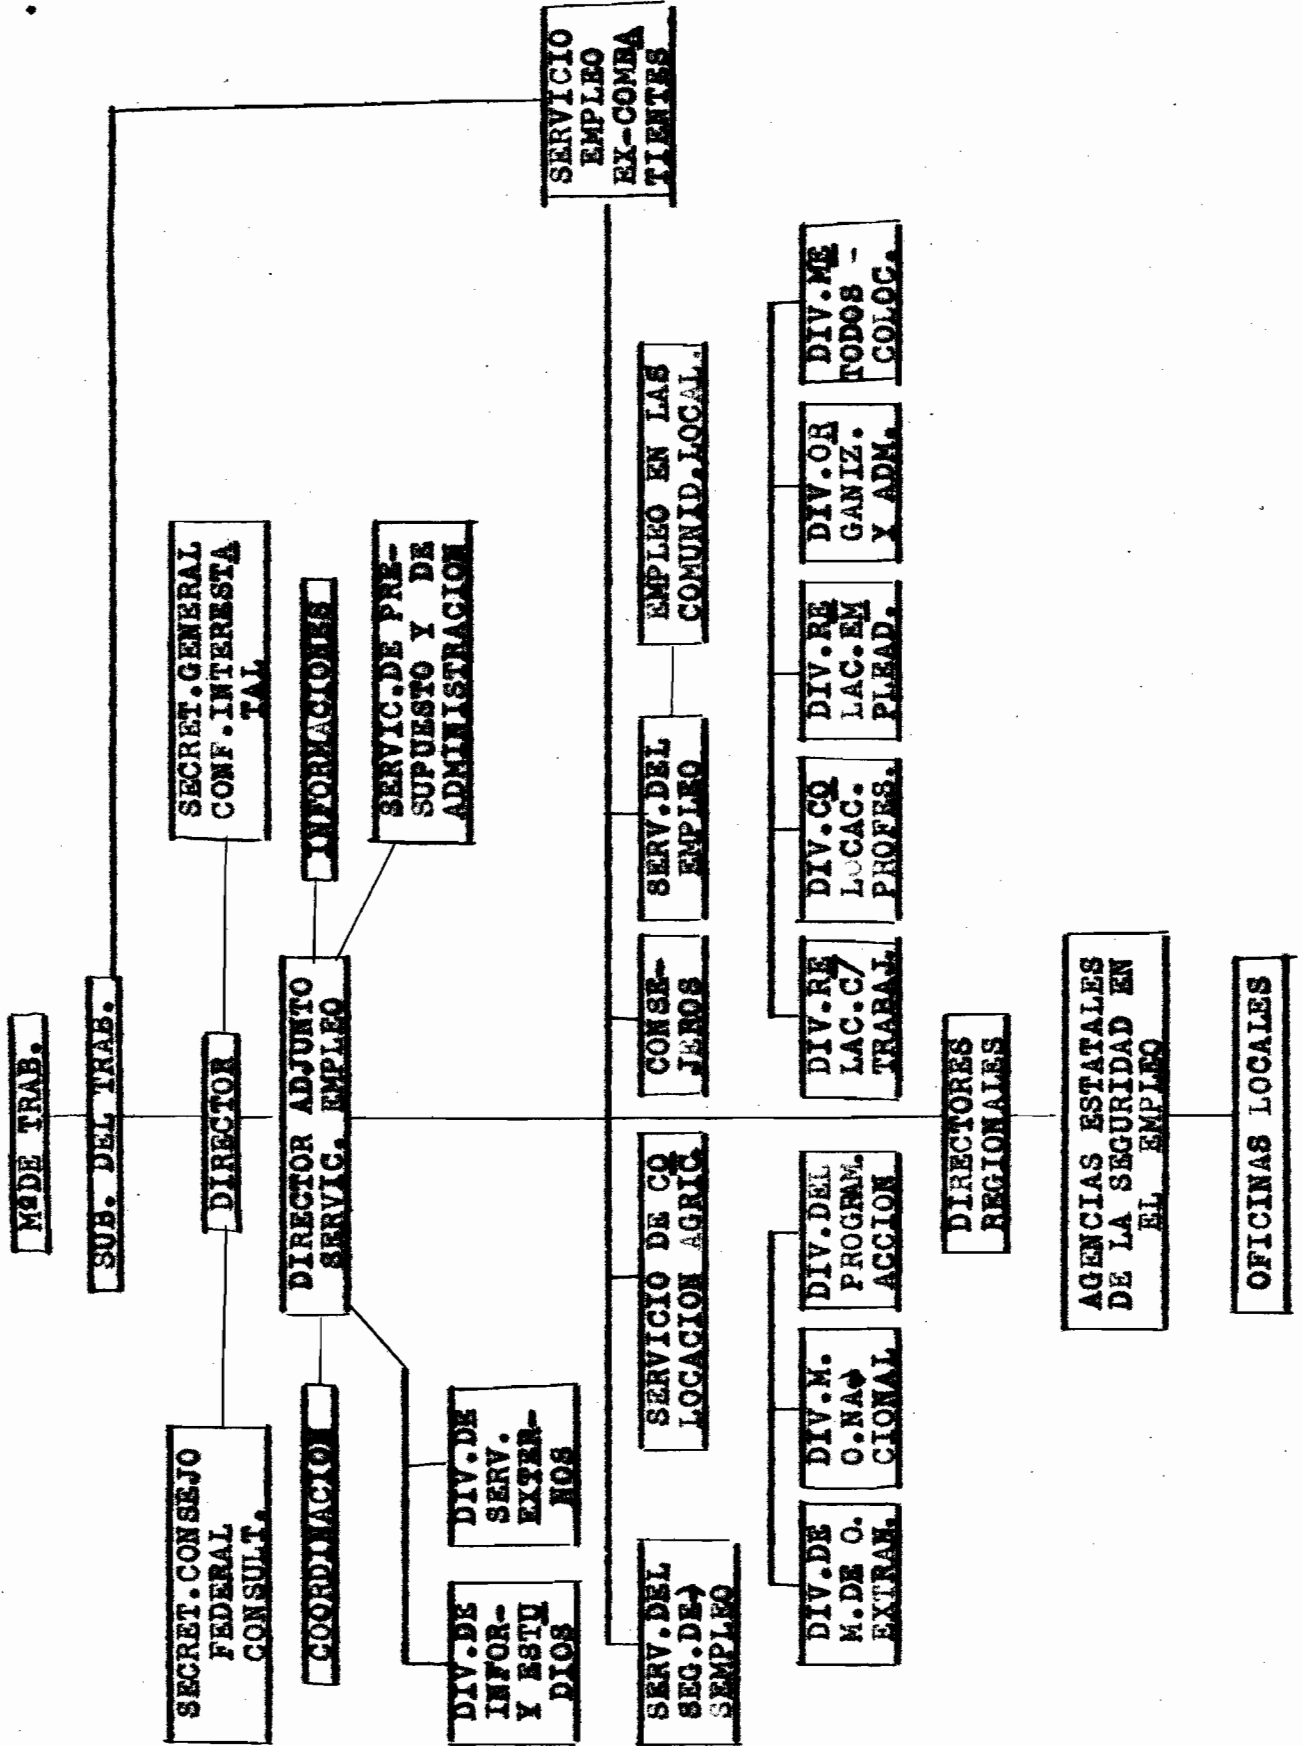 MºDE TRAB.
SUB. DEL TRAB.
SECRET.CONSEJO
FEDERAL
CONSULT.
DIRECTOR
SECRET.GENERAL
CONF.INTERESTA
TAL
COORDINACION
DIRECTOR ADJUNTO
SERVIC. EMPLEO
INFORMACIONES
SERVIC.DE PRE-
SUPUESTO Y DE
ADMINISTRACION
DIV.DE
INFOR-
Y ESTU
DIOS
DIV.DE
SERV.
EXTER-
NOS
SERVICIO
EMPLEO
EX-COMBA
TIENTES
SERV.DEL
SEG.DE
SEMPLEO
SERVICIO DE CO
LOCACION AGRIC.
CONSE-
JEROS
SERV.DEL
EMPLEO
EMPLEO EN LAS
COMUNID.LOCAL.
DIV.DE
M.DE O.
EXTRAN.
DIV.M.
O.NA
CIONAL
DIV.DEL
PROGRAM.
ACCION
DIV.RE
LAC.C/
TRABAJ.
DIV.CO
LOCAC.
PROFES.
DIV.RE
LAC.EM
PLEAD.
DIV.OR
GANIZ.
Y ADM.
DIV.ME
TODOS -
COLOC.
DIRECTORES
REGIONALES
AGENCIAS ESTATALES
DE LA SEGURIDAD EN
EL EMPLEO
OFICINAS LOCALES